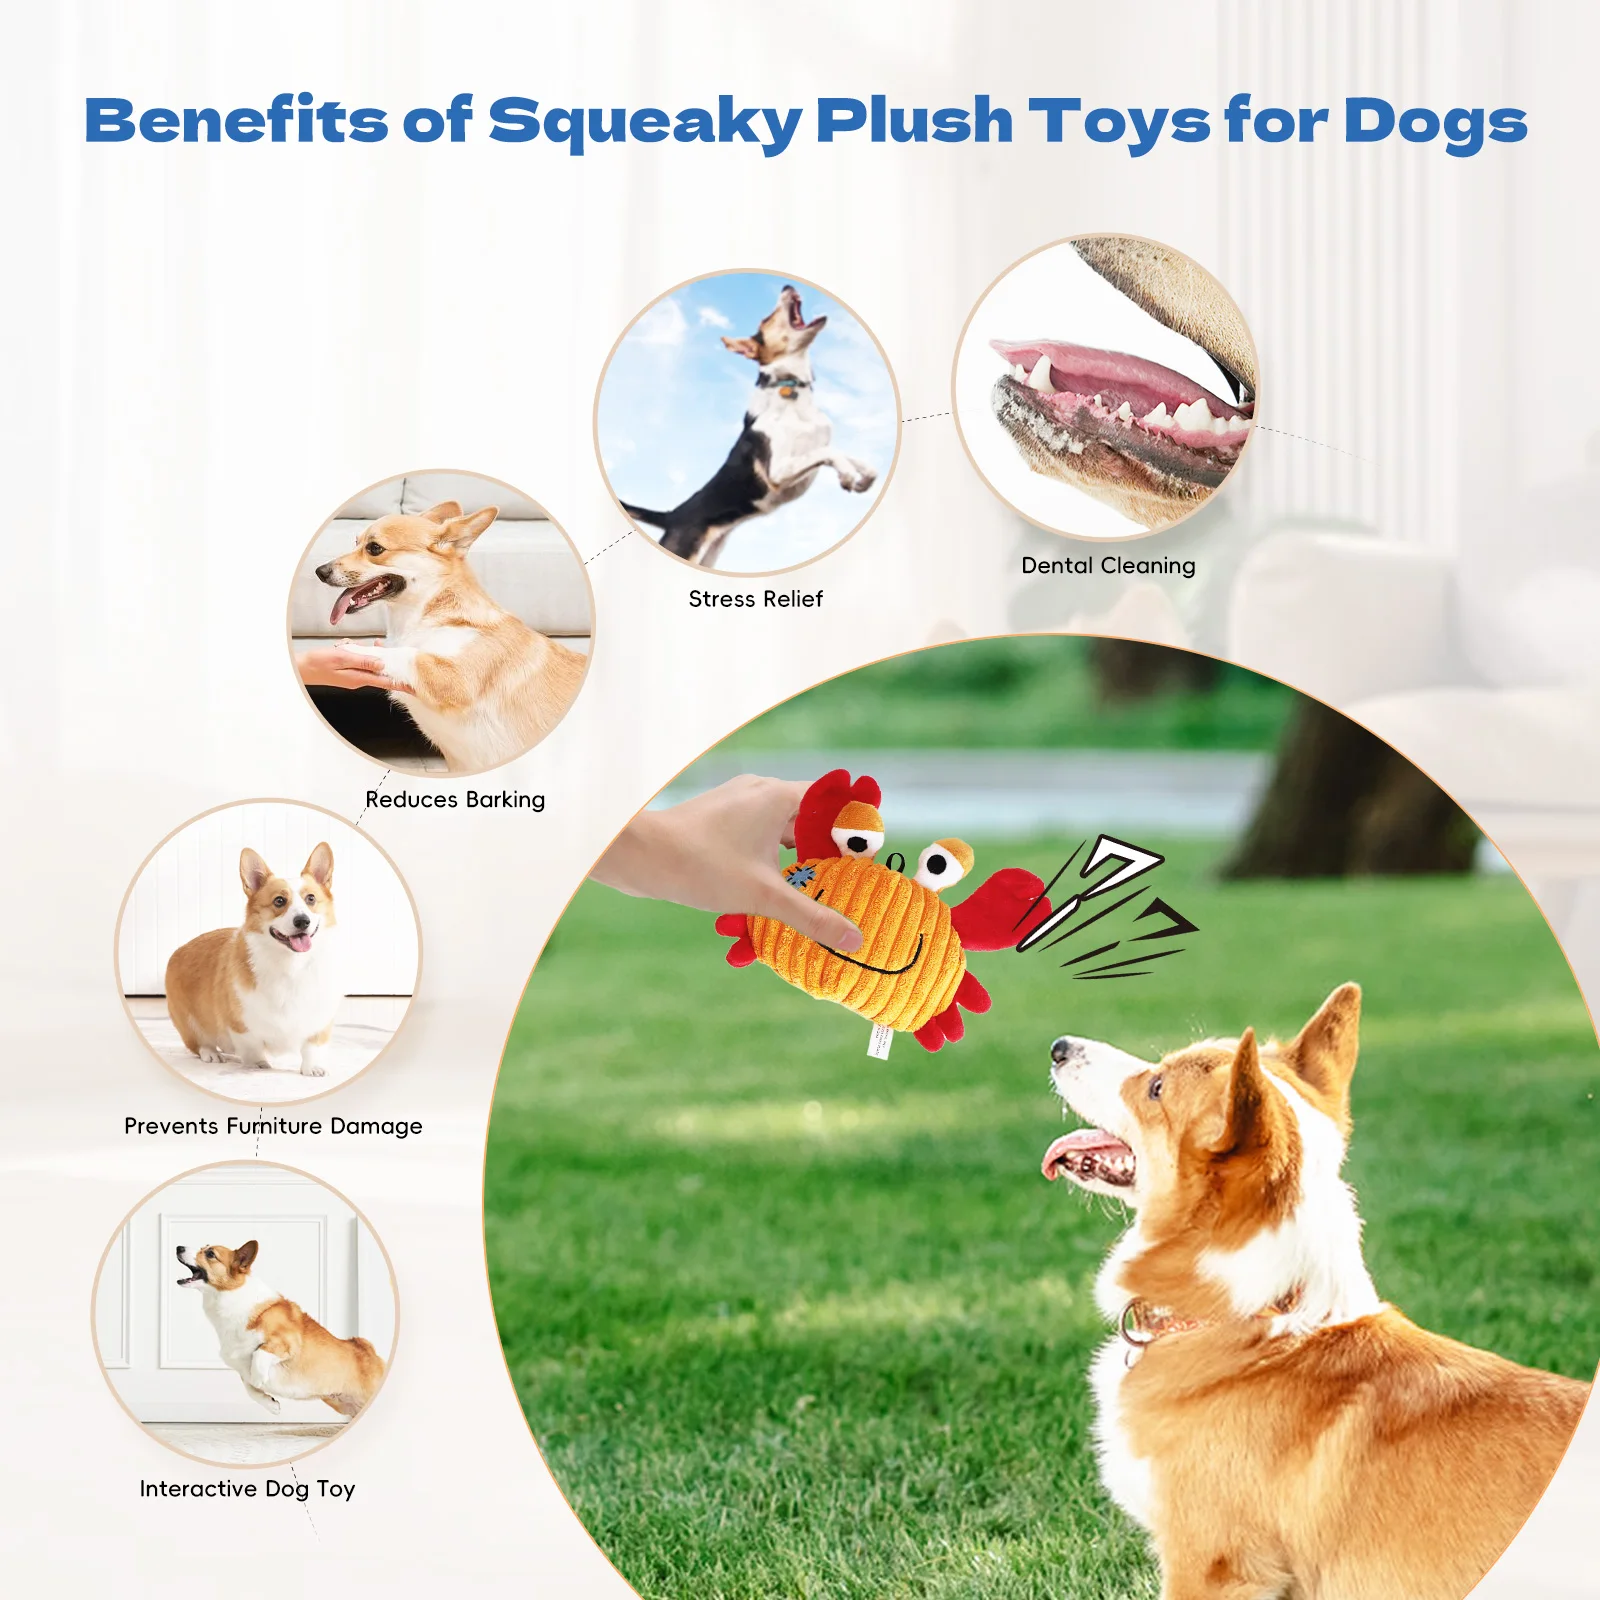 Benefits of Squeaky Plush Toys for Dogs
Dental Cleaning
Stress Relief
Reduces Barking
Prevents Furniture Damage
Interactive Dog Toy